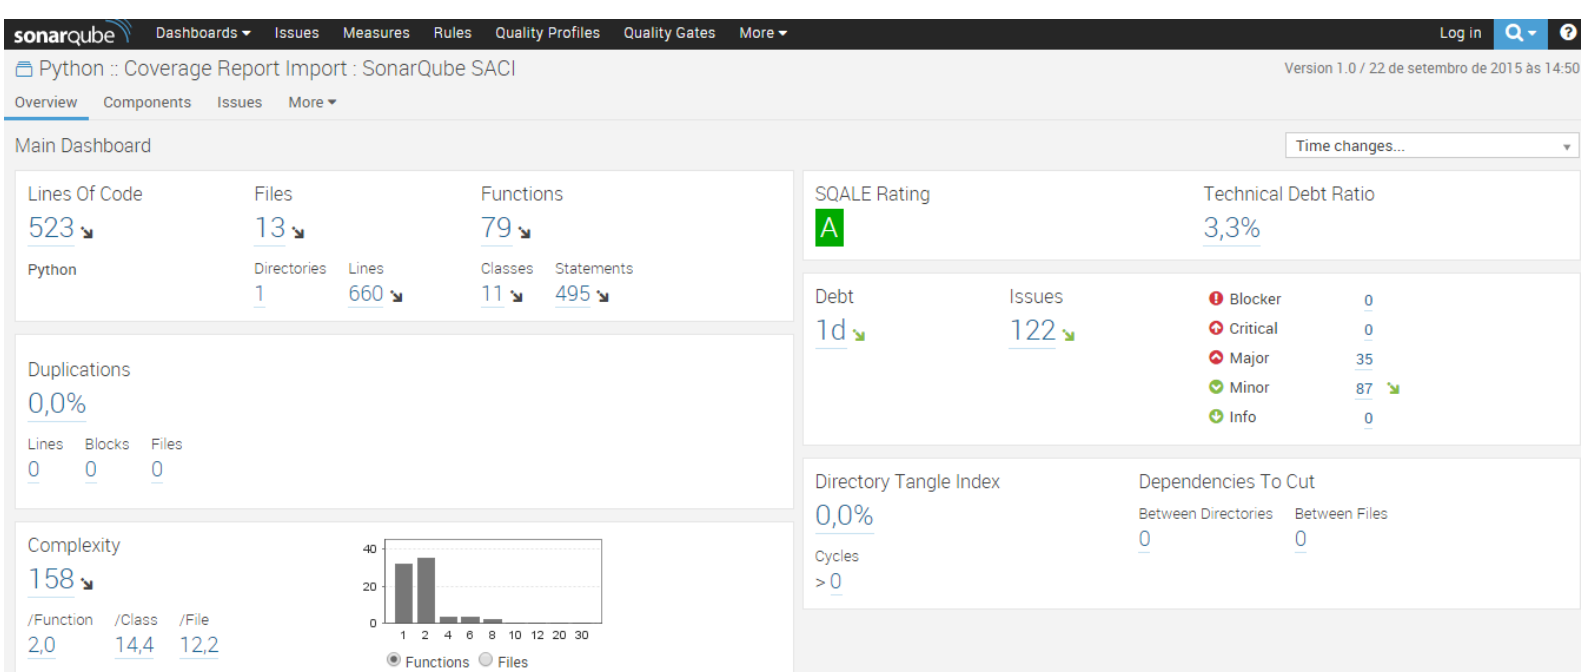 sonarqube Dashboards Issues Measures Rules Quality Profiles Quality Gates More Log in
Python :: Coverage Report Import : SonarQube SACI
Version 1.0 / 22 de setembro de 2015 às 14:50
Overview Components Issues More
Main Dashboard
Time changes...
Lines Of Code Files Functions
523 13 79
Python
Directories Lines Classes Statements
1 660 11 495
Duplications
0,0%
Lines Blocks Files
0 0 0
Complexity
158
/Function /Class /File
2,0 14,4 12,2
40
20
0
1 2 4 6 8 10 12 20 30
Functions Files
SQALE Rating Technical Debt Ratio
A 3,3%
Debt Issues
1d 122
Blocker 0
Critical 0
Major 35
Minor 87
Info 0
Directory Tangle Index
0,0%
Cycles
> 0
Dependencies To Cut
Between Directories Between Files
0 0